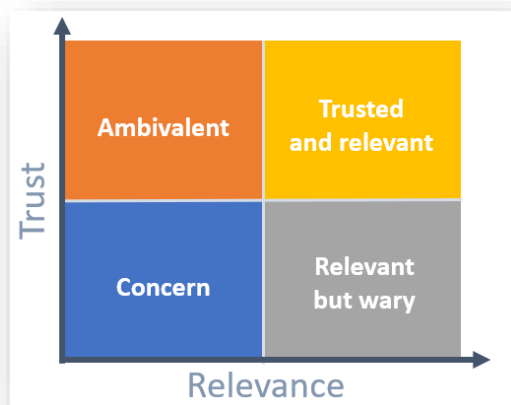 Trust
Ambivalent
Trusted
and relevant
Concern
Relevant
but wary
Relevance